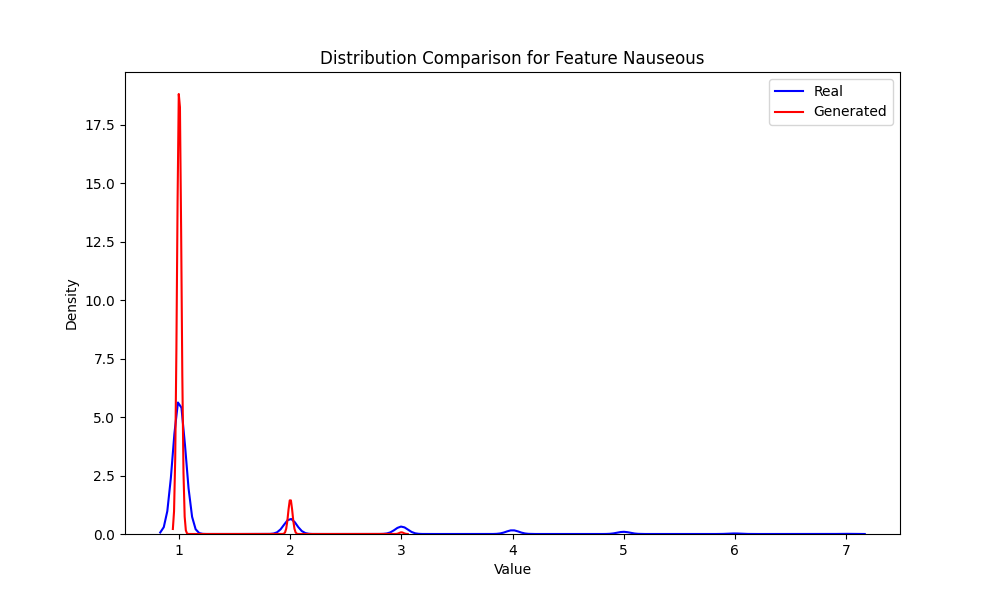 Distribution Comparison for Feature Nauseous
Real
Generated
17.5
15.0
12.5
10.0
7.5
5.0
2.5
0.0
Density
1 2 3 4 5 6 7
Value